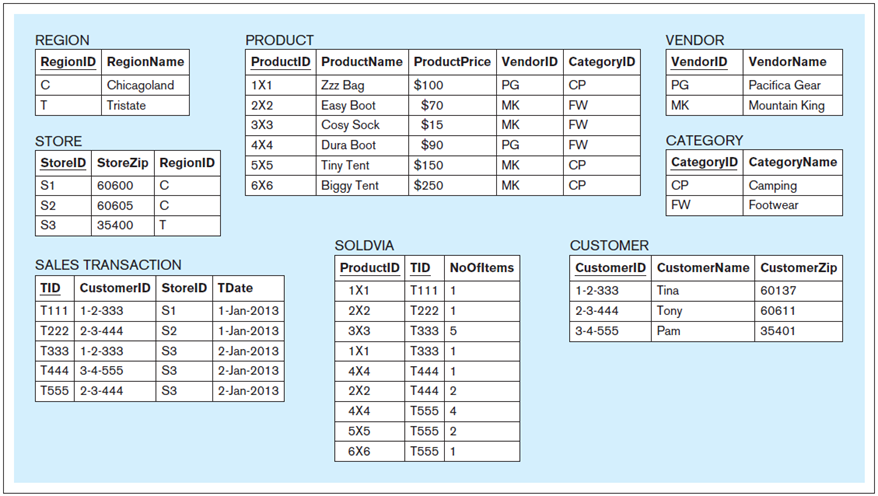 REGION
RegionID RegionName
C Chicagoland
T Tristate
PRODUCT
ProductID ProductName ProductPrice VendorID CategoryID
1X1 Zzz Bag $100 PG CP
2X2 Easy Boot $70 MK FW
3X3 Cosy Sock $15 MK FW
4X4 Dura Boot $90 PG FW
5X5 Tiny Tent $150 MK CP
6X6 Biggy Tent $250 MK CP
VENDOR
VendorID VendorName
PG Pacifica Gear
MK Mountain King
STORE
StoreID StoreZip RegionID
S1 60600 C
S2 60605 C
S3 35400 T
CATEGORY
CategoryID CategoryName
CP Camping
FW Footwear
SALES TRANSACTION
TID CustomerID StoreID TDate
T111 1-2-333 S1 1-Jan-2013
T222 2-3-444 S2 1-Jan-2013
T333 1-2-333 S3 2-Jan-2013
T444 3-4-555 S3 2-Jan-2013
T555 2-3-444 S3 2-Jan-2013
SOLDVIA
ProductID TID NoOfItems
1X1 T111 1
2X2 T222 1
3X3 T333 5
1X1 T333 1
4X4 T444 1
2X2 T444 2
4X4 T555 4
5X5 T555 2
6X6 T555 1
CUSTOMER
CustomerID CustomerName CustomerZip
1-2-333 Tina 60137
2-3-444 Tony 60611
3-4-555 Pam 35401